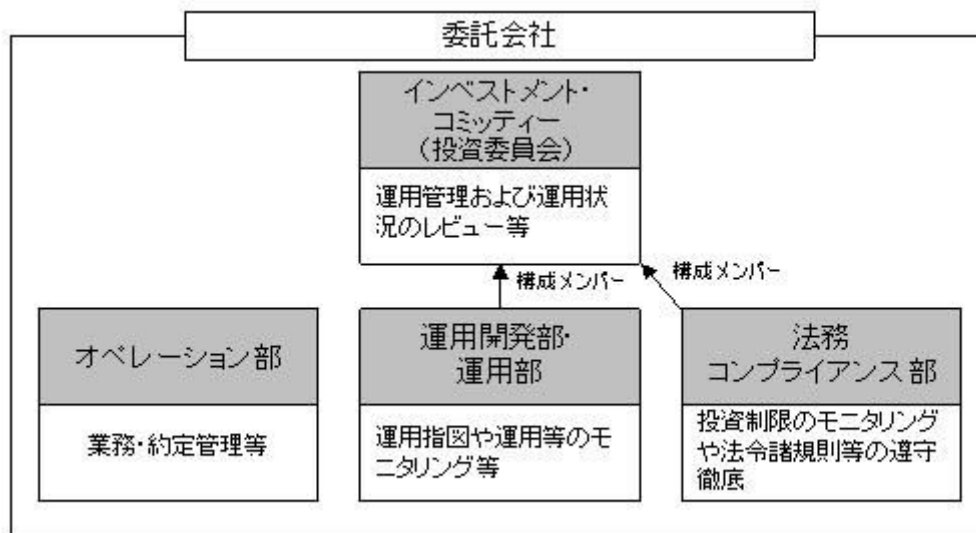 委託会社
インベストメント・
コミッティー
(投資委員会)
運用管理および運用状
況のレビュー等
構成メンバー
構成メンバー
オペレーション部
業務・約定管理等
運用開発部・
運用部
運用指図や運用等のモ
ニタリング等
法務
コンプライアンス部
投資制限のモニタリング
や法令諸規則等の遵守
徹底